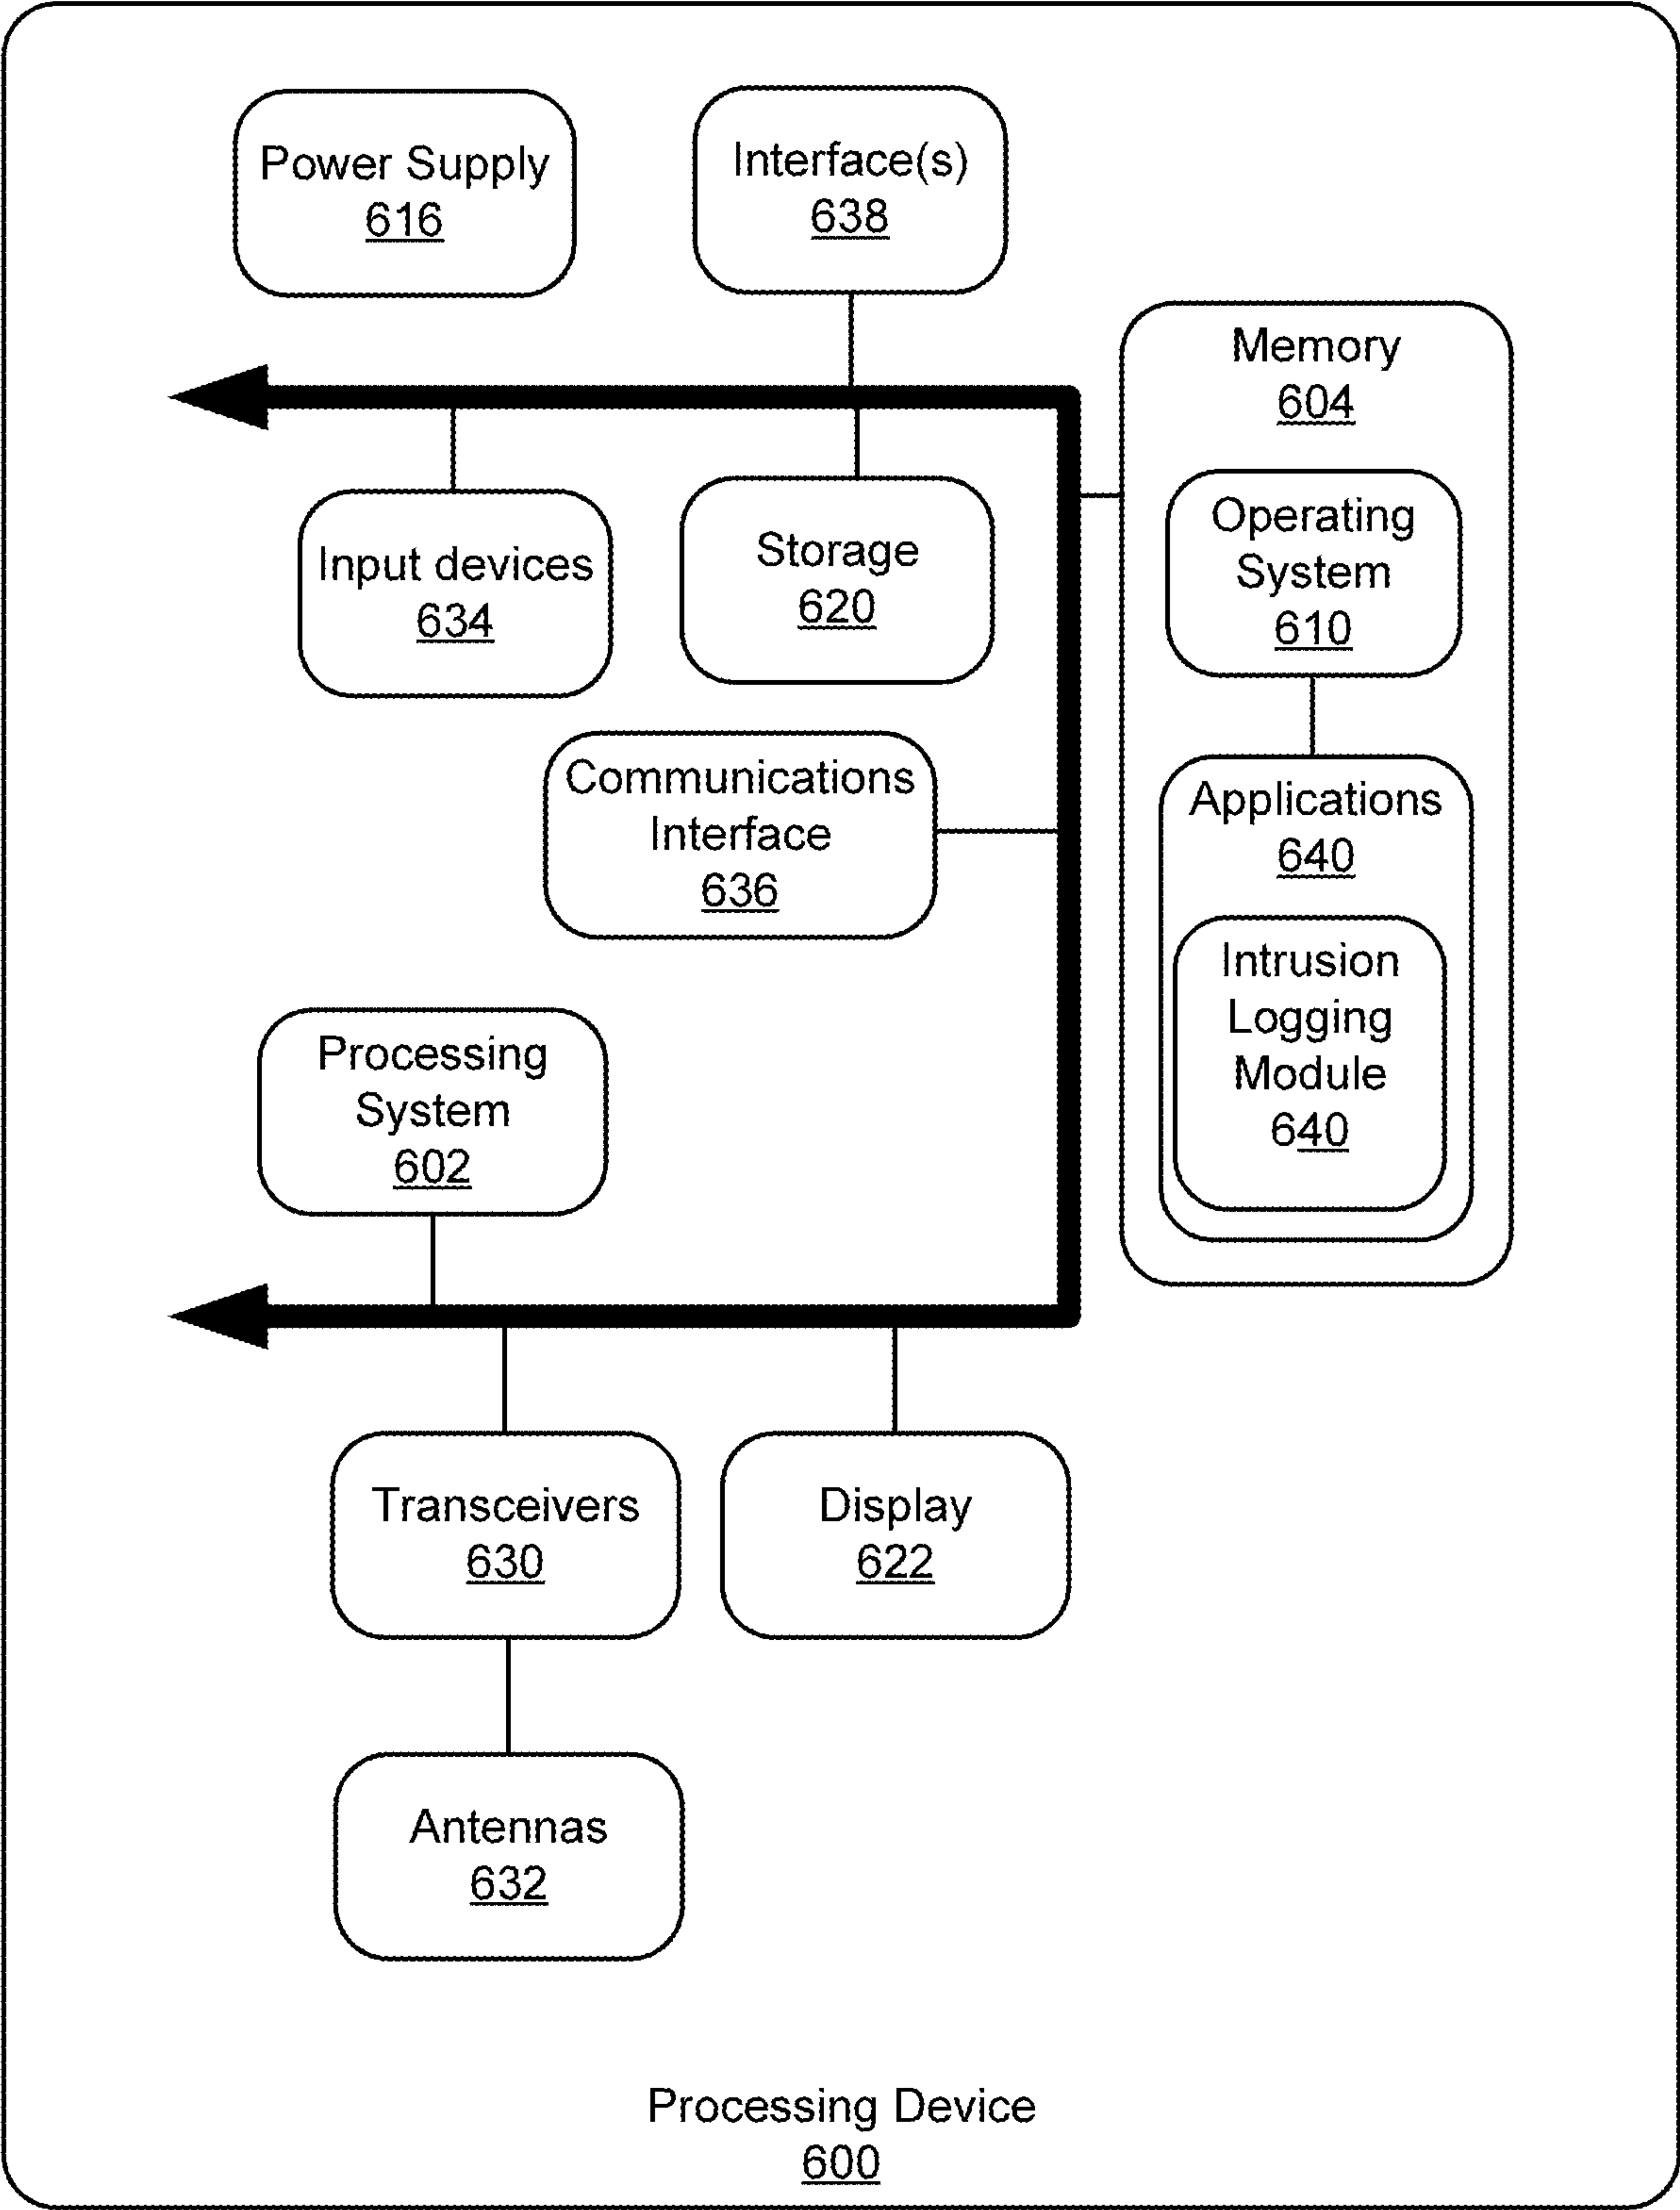 Power Supply
616
Interface(s)
638
Memory
604
Operating
System
610
Input devices
634
Storage
620
Communications
Interface
636
Applications
640
Intrusion
Logging
Module
640
Processing
System
602
Transceivers
630
Display
622
Antennas
632
Processing Device
600